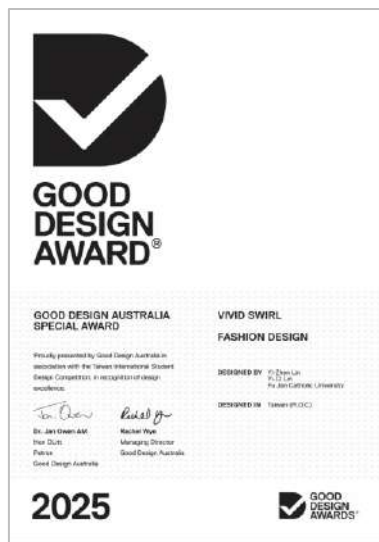 GOOD
DESIGN
AWARD®
GOOD DESIGN AUSTRALIA
SPECIAL AWARD
Proudly presented by Good Design Australia in
association with the Taiwan International Student
Design Competition, in recognition of design
excellence.
Dr. Jan Owen AM
Hon DLitt
Patron
Good Design Australia
Rachel Wye
Managing Director
Good Design Australia
VIVID SWIRL
FASHION DESIGN
DESIGNED BY
Lin
Fu Jen Catholic University
DESIGNED IN Taiwan (R.O.C.)
2025
GOOD
DESIGN
AWARDS®